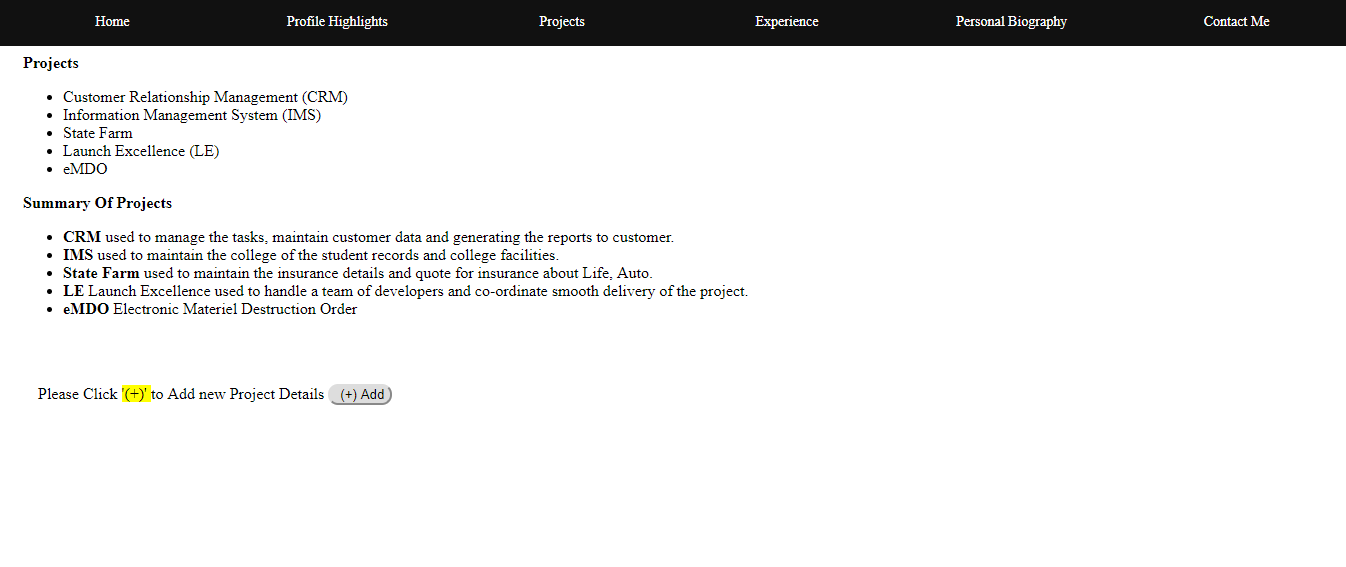 Home Profile Highlights Projects Experience Personal Biography Contact Me
Projects
Customer Relationship Management (CRM)
Information Management System (IMS)
State Farm
Launch Excellence (LE)
eMDO
Summary Of Projects
CRM used to manage the tasks, maintain customer data and generating the reports to customer.
IMS used to maintain the college of the student records and college facilities.
State Farm used to maintain the insurance details and quote for insurance about Life, Auto.
LE Launch Excellence used to handle a team of developers and co-ordinate smooth delivery of the project.
eMDO Electronic Materiel Destruction Order
Please Click '(+)' to Add new Project Details (+) Add